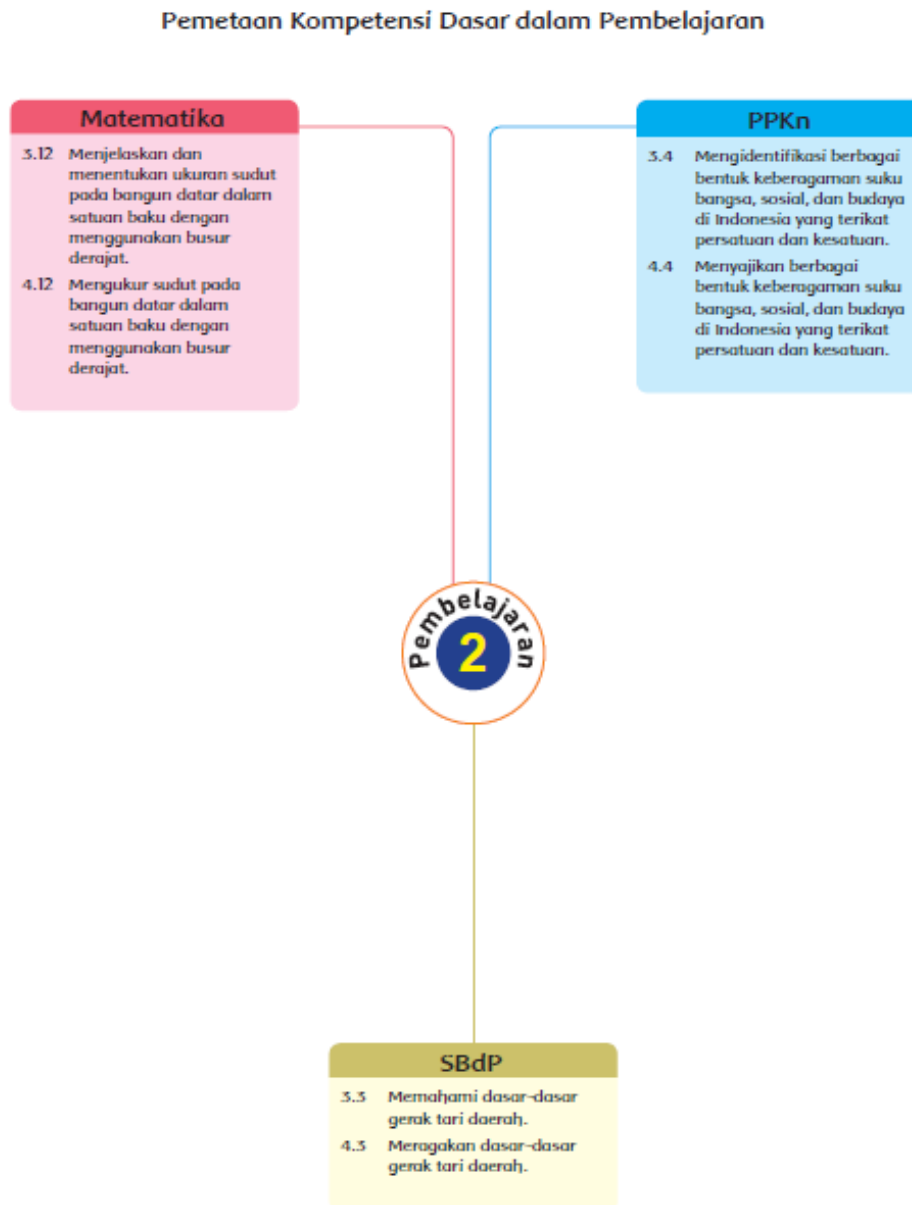 Pemetaan Kompetensi Dasar dalam Pembelajaran
Matematika
3.12 Menjelaskan dan
menentukan ukuran sudut
pada bangun datar dalam
satuan baku dengan
menggunakan busur
derajat.
4.12 Mengukur sudut pada
bangun datar dalam
satuan baku dengan
menggunakan busur
derajat.
PPKn
3.4 Mengidentifikasi berbagai
bentuk keberagaman suku
bangsa, sosial, dan budaya
di Indonesia yang terikat
persatuan dan kesatuan.
4.4 Menyajikan berbagai
bentuk keberagaman suku
bangsa, sosial, dan budaya
di Indonesia yang terikat
persatuan dan kesatuan.
Pembelajaran
2
SBdP
3.3 Memahami dasar-dasar
gerak tari daerah.
4.3 Meragakan dasar-dasar
gerak tari daerah.